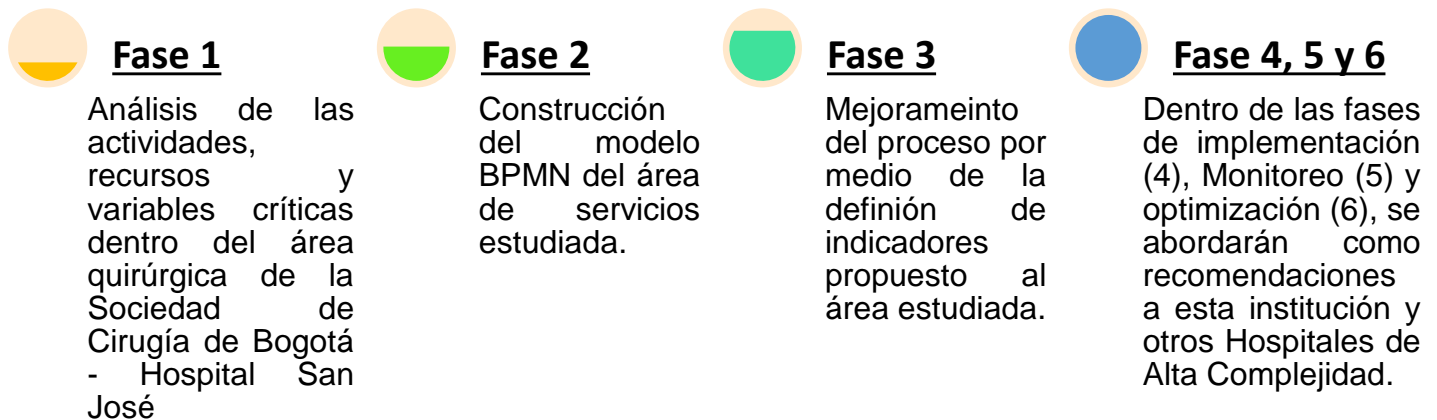 Fase 1
Análisis de las
actividades,
recursos y
variables críticas
dentro del área
quirúrgica de la
Sociedad de
Cirugía de Bogotá
- Hospital San
José
Fase 2
Construcción
del modelo
BPMN del área
de servicios
estudiada.
Fase 3
Mejorameinto
del proceso por
medio de la
definión de
indicadores
propuesto al
área estudiada.
Fase 4, 5 y 6
Dentro de las fases
de implementación
(4), Monitoreo (5) y
optimización (6), se
abordarán como
recomendaciones
a esta institución y
otros Hospitales de
Alta Complejidad.